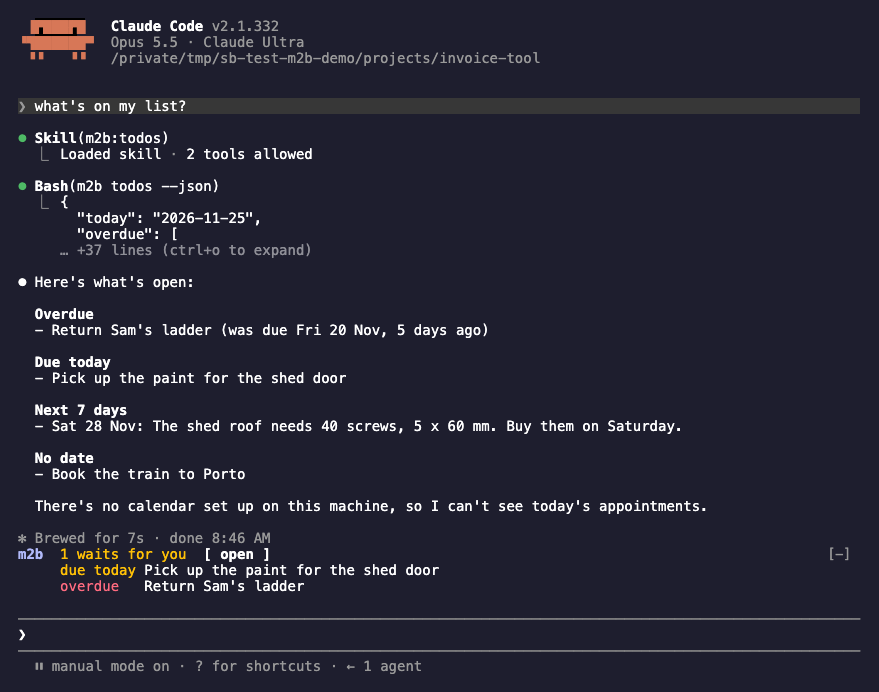 Claude Code v2.1.332
Opus 5.5 · Claude Ultra
/private/tmp/sb-test-m2b-demo/projects/invoice-tool
❯ what's on my list?
● Skill(m2b:todos)
⎿ Loaded skill · 2 tools allowed
● Bash(m2b todos --json)
⎿ {
"today": "2026-11-25",
"overdue": [
… +37 lines (ctrl+o to expand)
● Here's what's open:
Overdue
- Return Sam's ladder (was due Fri 20 Nov, 5 days ago)
Due today
- Pick up the paint for the shed door
Next 7 days
- Sat 28 Nov: The shed roof needs 40 screws, 5 x 60 mm. Buy them on Saturday.
No date
- Book the train to Porto
There's no calendar set up on this machine, so I can't see today's appointments.
✻ Brewed for 7s · done 8:46 AM
m2b 1 waits for you [ open ] [-]
due today Pick up the paint for the shed door
overdue Return Sam's ladder
❯
⏸ manual mode on · ? for shortcuts · ← 1 agent